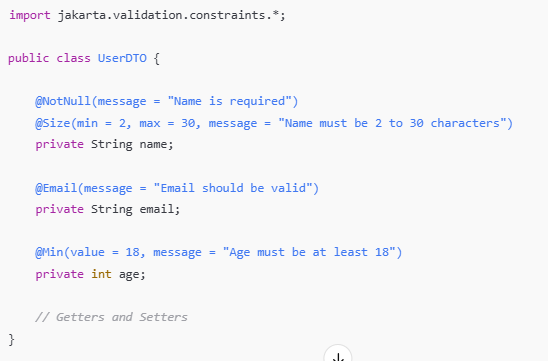 import jakarta.validation.constraints.*;
public class UserDTO {
@NotNull(message = "Name is required")
@Size(min = 2, max = 30, message = "Name must be 2 to 30 characters")
private String name;
@Email(message = "Email should be valid")
private String email;
@Min(value = 18, message = "Age must be at least 18")
private int age;
// Getters and Setters
}